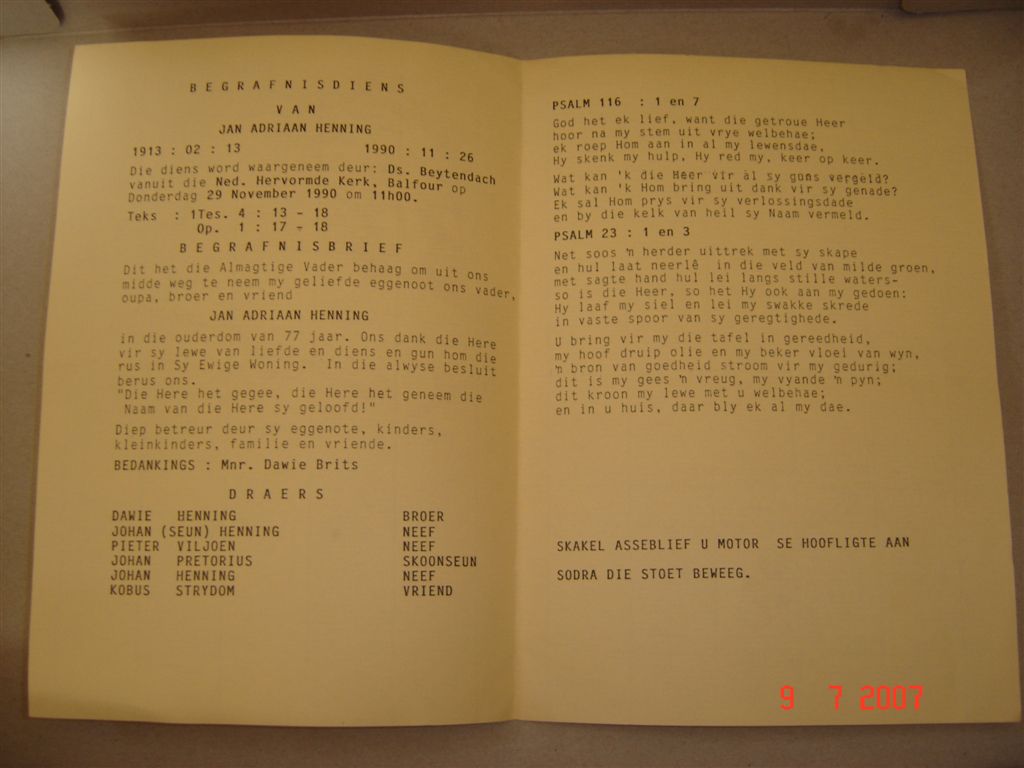 BEGRAFNISDIENS
VAN
JAN ADRIAAN HENNING
1913 : 02 : 13 1990 : 11 : 26
Die diens word waargeneem deur: Ds. Beytendach
vanuit die Ned. Hervormde Kerk, Balfour op
Donderdag 29 November 1990 om 11h00.
Teks : 1Tes. 4 : 13 - 18
Op. 1 : 17 - 18
BEGRAFNISBRIEF
Dit het die Almagtige Vader behaag om uit ons
midde weg te neem my geliefde eggenoot ons vader,
oupa, broer en vriend
JAN ADRIAAN HENNING
in die ouderdom van 77 jaar. Ons dank die Here
vir sy lewe van liefde en diens en gun hom die
rus in Sy Ewige Woning. In die alwyse besluit
berus ons.
"Die Here het gegee, die Here het geneem die
Naam van die Here sy geloofd!"
Diep betreur deur sy eggenote, kinders,
kleinkinders, familie en vriende.
BEDANKINGS : Mnr. Dawie Brits
DRAERS
DAWIE HENNING BROER
JOHAN (SEUN) HENNING NEEF
PIETER VILJOEN NEEF
JOHAN PRETORIUS SKOONSEUN
JOHAN HENNING NEEF
KOBUS STRYDOM VRIEND
PSALM 116 : 1 en 7
God het ek lief, want die getroue Heer
hoor na my stem uit vrye welbehae;
ek roep Hom aan in al my lewensdae,
Hy skenk my hulp, Hy red my, keer op keer.
Wat kan 'k die Heer vir al sy guns vergeld?
Wat kan 'k Hom bring uit dank vir sy genade?
Ek sal Hom prys vir sy verlossingsdade
en by die kelk van heil sy Naam vermeld.
PSALM 23 : 1 en 3
Net soos 'n herder uittrek met sy skape
en hul laat neerlê in die veld van milde groen,
met sagte hand hul lei langs stille waters-
so is die Heer, so het Hy ook aan my gedoen:
Hy laaf my siel en lei my swakke skrede
in vaste spoor van sy geregtighede.
U bring vir my die tafel in gereedheid,
my hoof druip olie en my beker vloei van wyn,
'n bron van goedheid stroom vir my gedurig;
dit is my gees 'n vreug, my vyande 'n pyn;
dit kroon my lewe met u welbehae;
en in u huis, daar bly ek al my dae.
SKAKEL ASSEBLIEF U MOTOR SE HOOFLIGTE AAN
SODRA DIE STOET BEWEEG.
9 7 2007